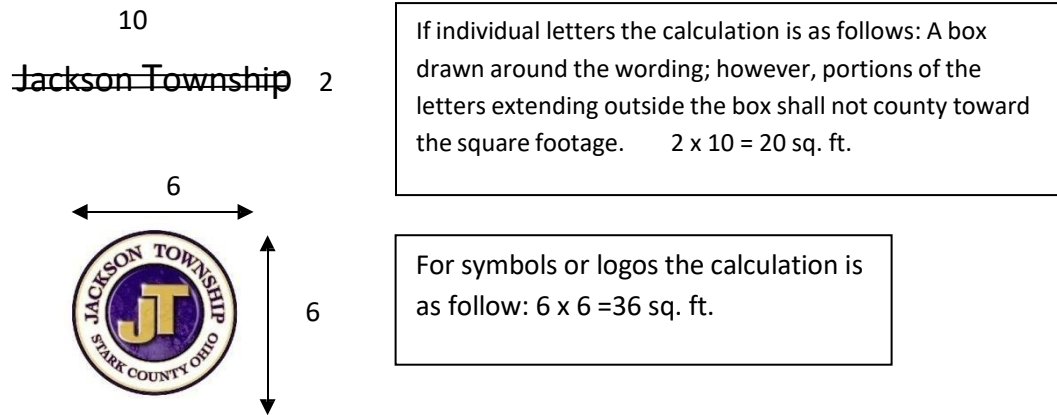 10
Jackson Township 2
If individual letters the calculation is as follows: A box
drawn around the wording; however, portions of the
letters extending outside the box shall not county toward
the square footage. 2 x 10 = 20 sq. ft.
6
JACKSON TOWNSHIP
JT
STARK COUNTY OHIO
6
For symbols or logos the calculation is
as follow: 6 x 6 =36 sq. ft.